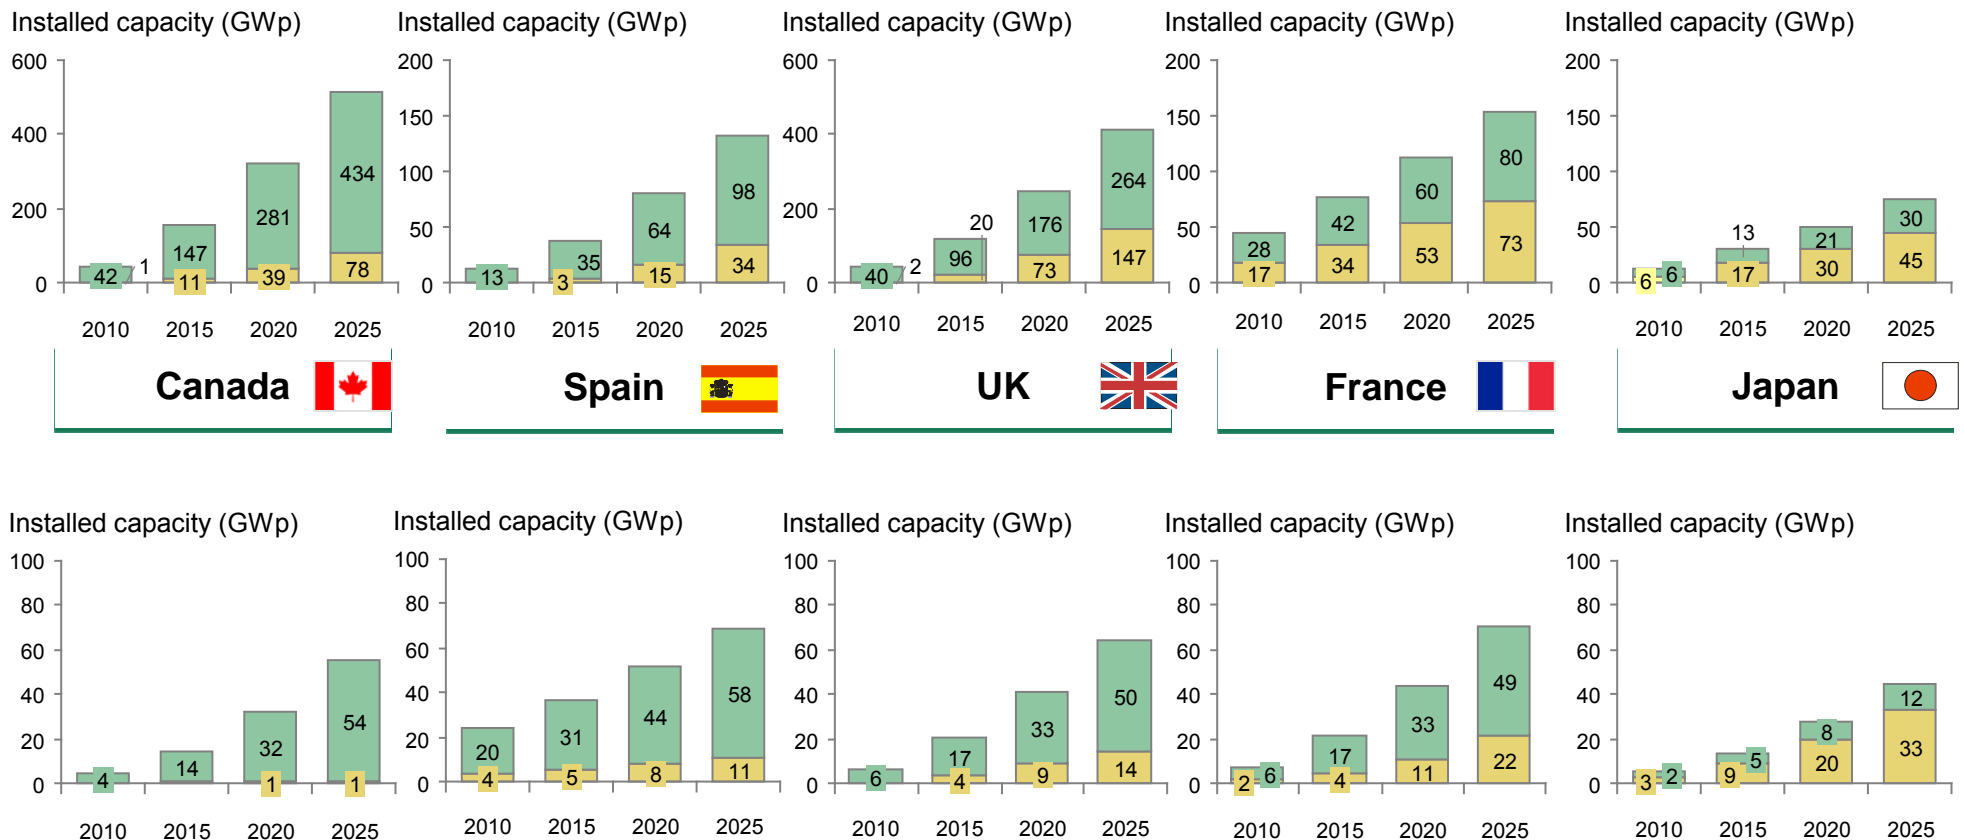 Installed capacity (GWp) Installed capacity (GWp) Installed capacity (GWp) Installed capacity (GWp) Installed capacity (GWp)
600 200 600 200 200
434 150 98 264 150 80 150
400 400
281 100 64 176 100 60 100
147 20 42 13 30
200 35 200 96 28 21
50 34 147 50 73 50 45
42 1 11 39 78 13 3 15 40 2 73 17 34 53 6 6 17 30
0 0 0 0 0
2010 2015 2020 2025 2010 2015 2020 2025 2010 2015 2020 2025 2010 2015 2020 2025 2010 2015 2020 2025
Canada Spain UK France Japan
Installed capacity (GWp) Installed capacity (GWp) Installed capacity (GWp) Installed capacity (GWp) Installed capacity (GWp)
100 100 100 100 100
80 80 80 80 80
60 60 60 60 60
54 58 50 49 12
40 40 44 40 40 40
32 31 33 33 8
20 14 20 20 20 17 20 17 20 5 20 33
4 1 1 4 5 8 11 6 4 9 14 2 6 4 11 22 3 2 9
0 0 0 0 0
2010 2015 2020 2025 2010 2015 2020 2025 2010 2015 2020 2025 2010 2015 2020 2025 2010 2015 2020 2025